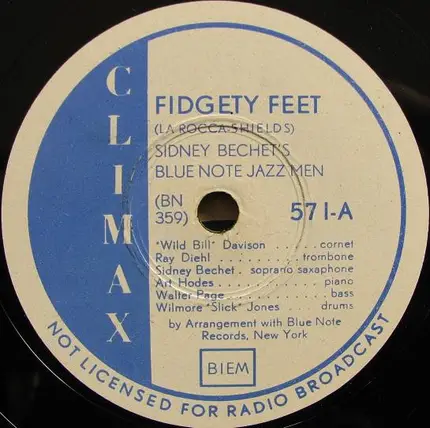 CLIMAX
FIDGETY FEET
(LA ROCCA-SHIELDS)
SIDNEY BECHET'S
BLUE NOTE JAZZ MEN
(BN
359)
571-A
"Wild Bill" Davison ..... cornet
Ray Diehl ........ trombone
Sidney Bechet . soprano saxaphone
Art Hodes ........... piano
Walter Page .......... bass
Wilmore "Slick" Jones .... drums
by Arrangement with Blue Note
Records, New York
BIEM
NOT LICENSED FOR RADIO BROADCAST